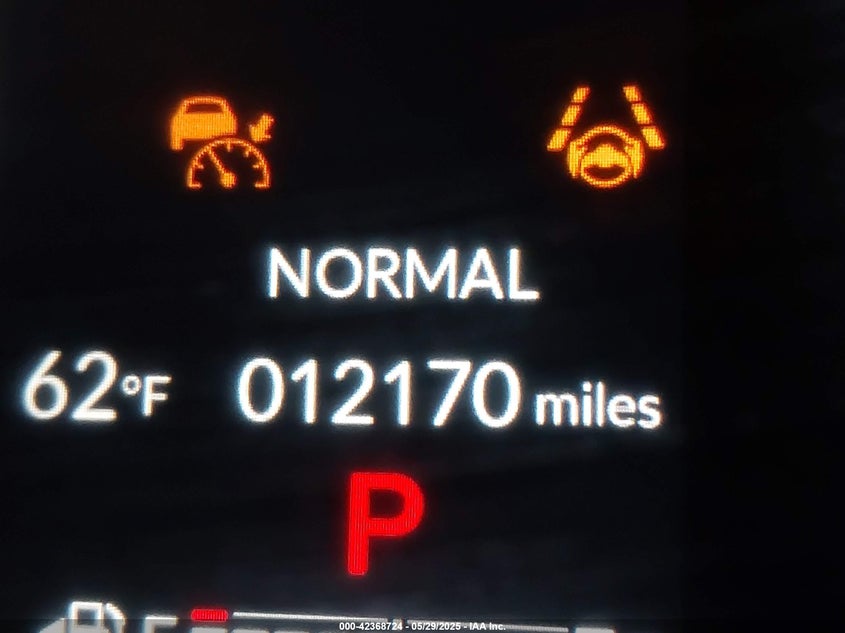 NORMAL
62°F 012170 miles
P
E
000-42368724 - 05/29/2025 - IAA Inc.